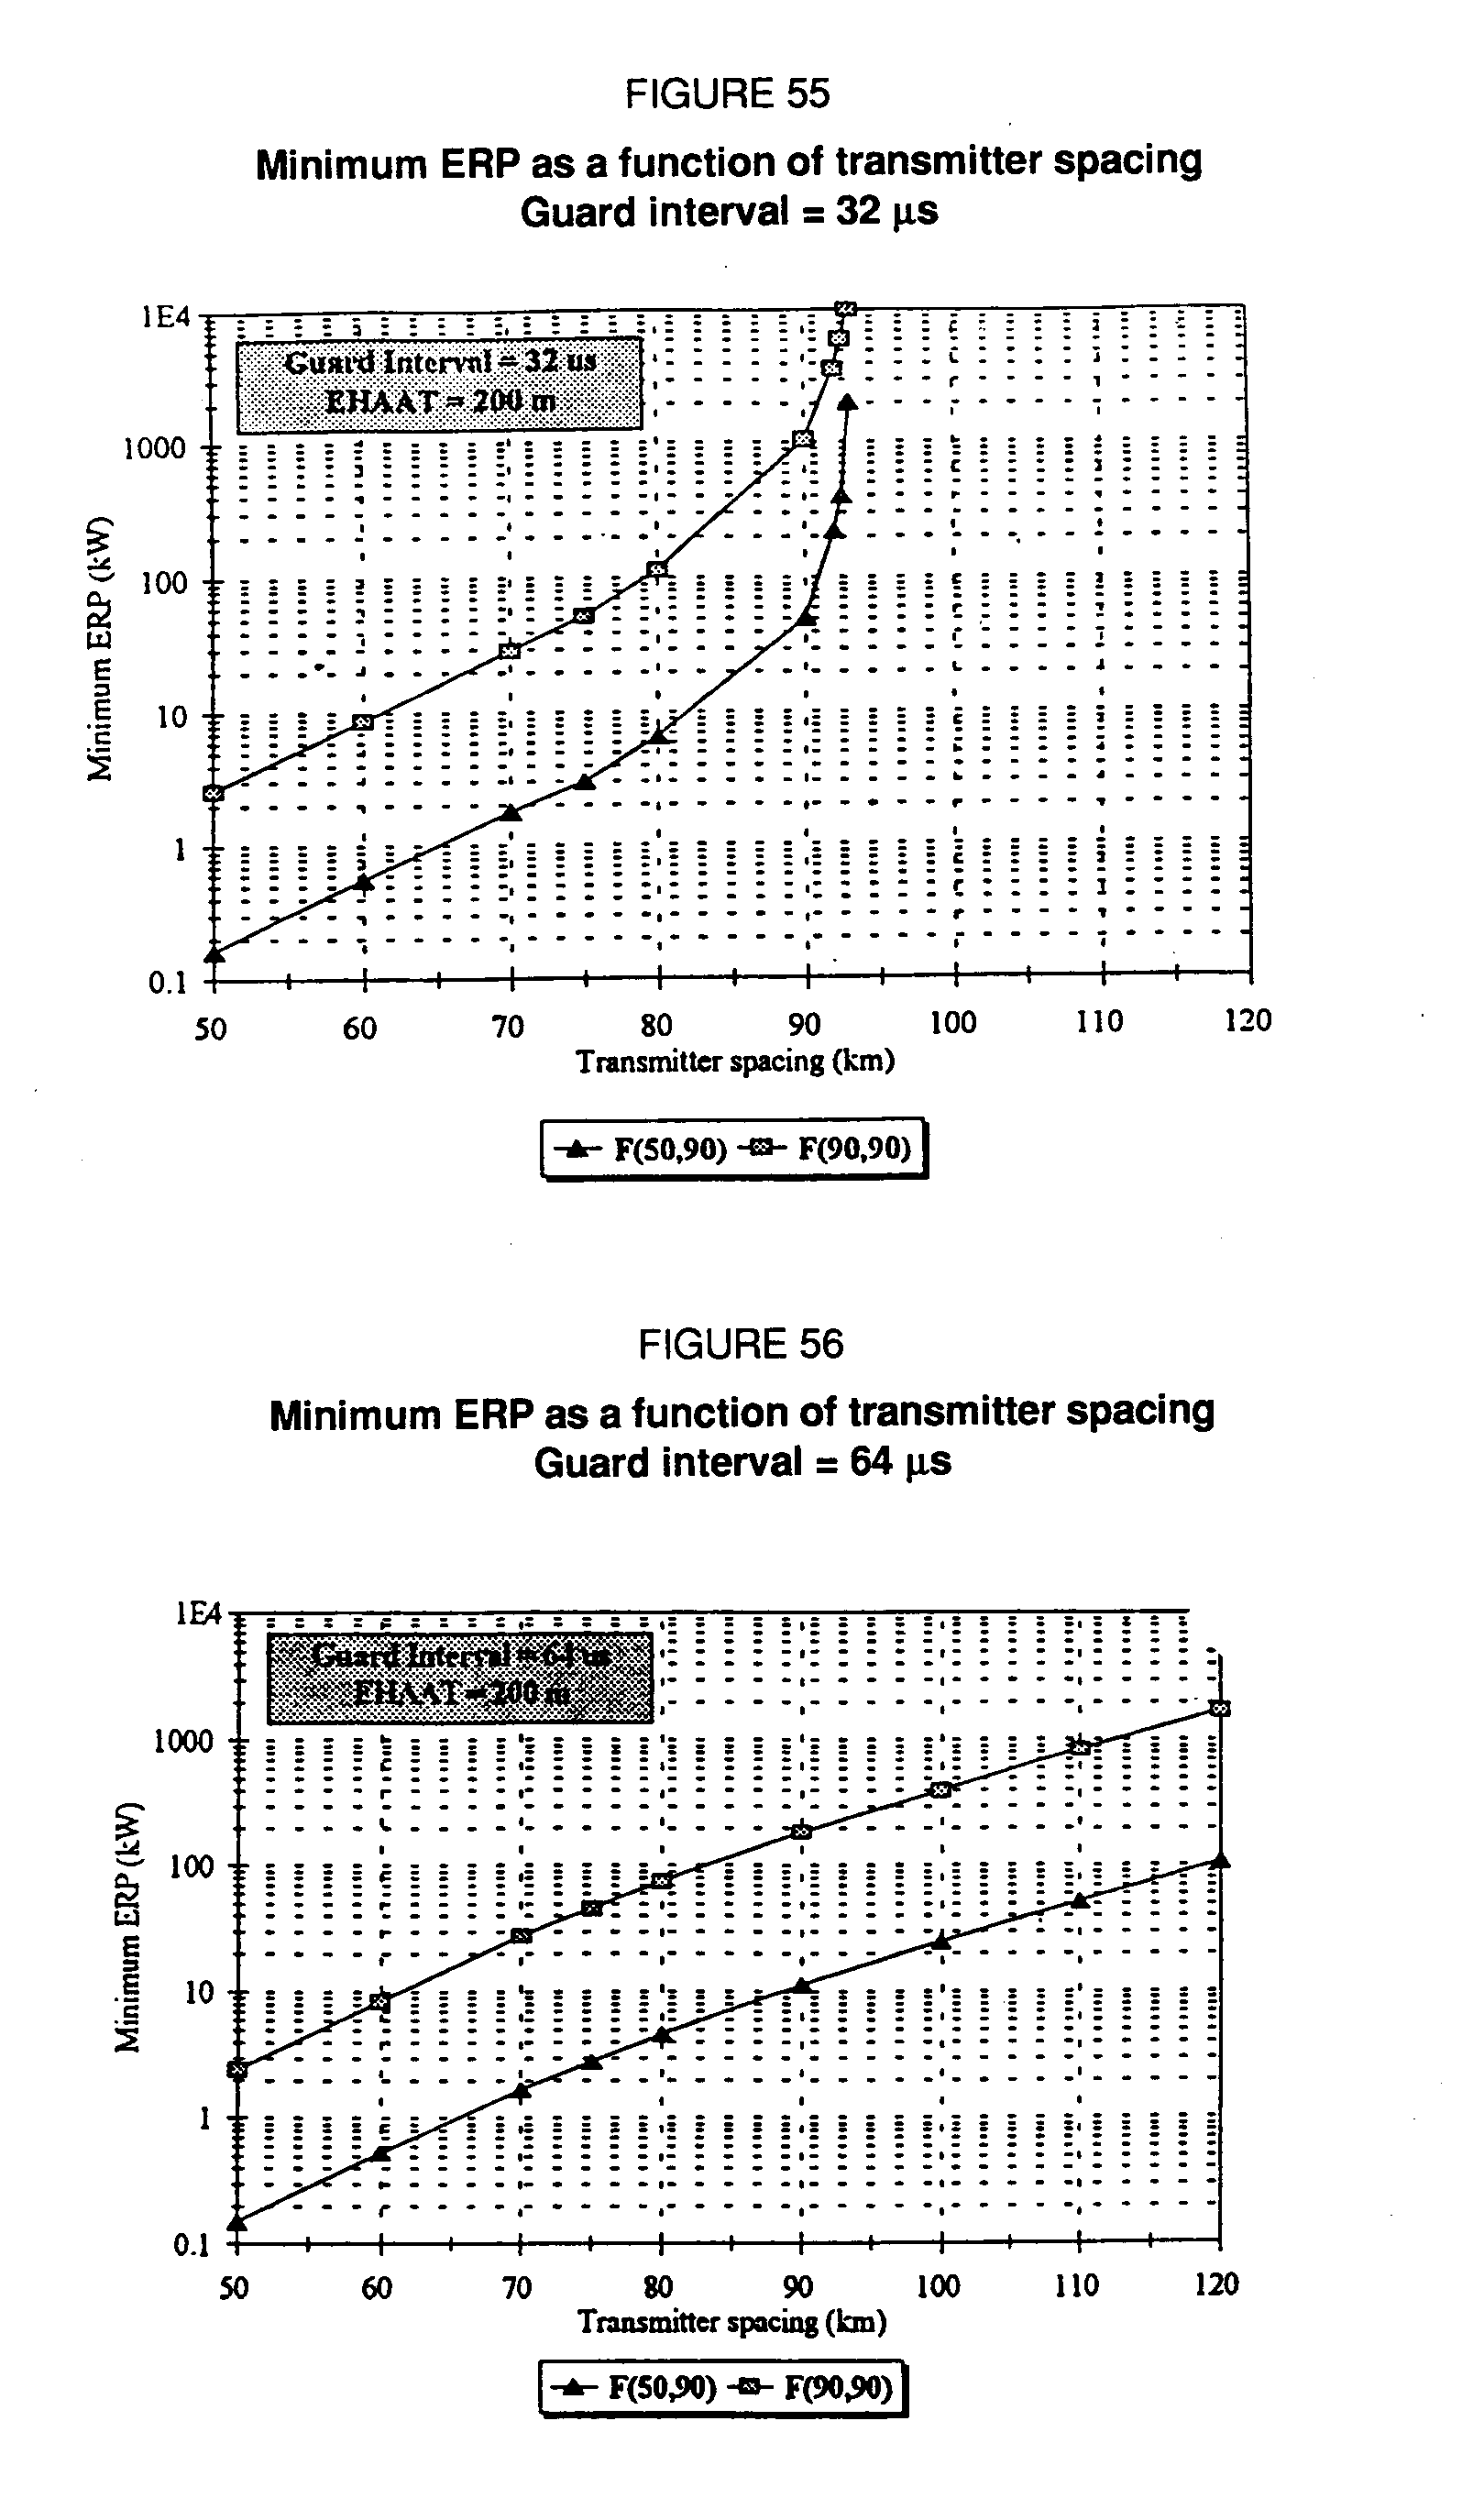 FIGURE 55
Minimum ERP as a function of transmitter spacing
Guard interval = 32 µs
1E4
Guard Interval = 32 us
EHAAT = 200 m
1000
100
10
1
0.1
Minimum ERP (kW)
50 60 70 80 90 100 110 120
Transmitter spacing (km)
F(50,90) F(90,90)
FIGURE 56
Minimum ERP as a function of transmitter spacing
Guard interval = 64 µs
1E4
Guard Interval = 64 us
EHAAT = 200 m
1000
100
10
1
0.1
Minimum ERP (kW)
50 60 70 80 90 100 110 120
Transmitter spacing (km)
F(50,90) F(90,90)